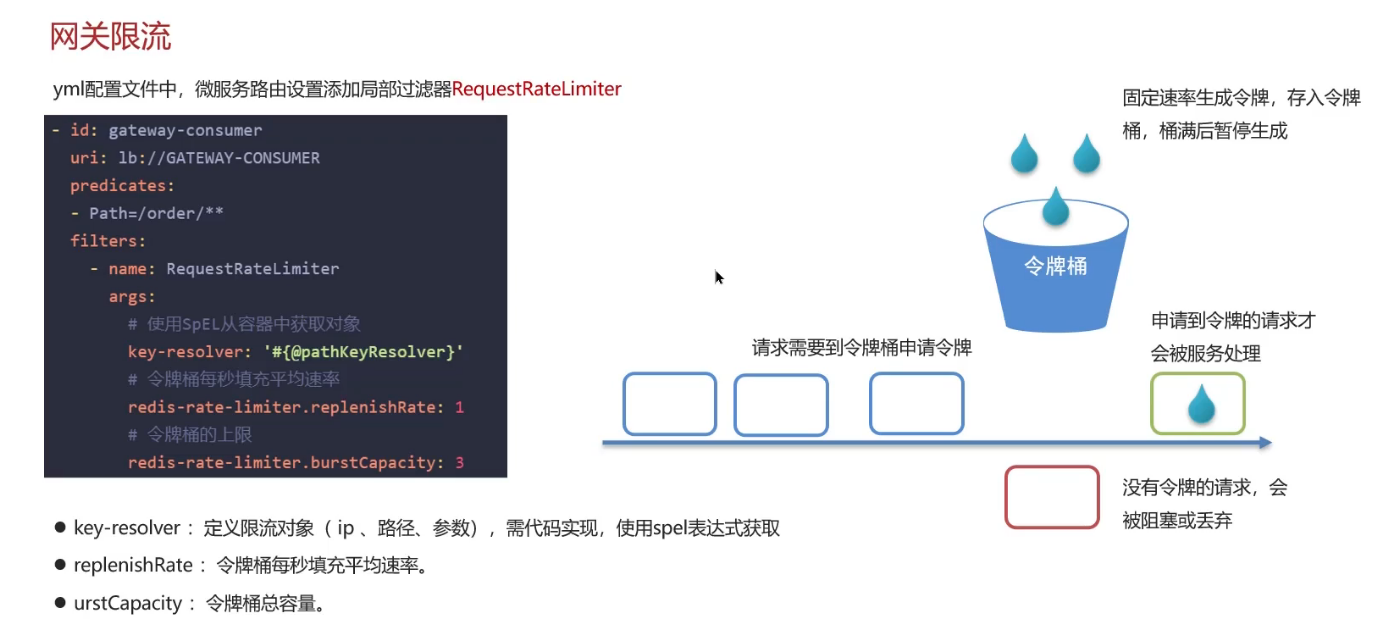 网关限流
yml配置文件中，微服务路由设置添加局部过滤器RequestRateLimiter
- id: gateway-consumer
  uri: lb://GATEWAY-CONSUMER
  predicates:
  - Path=/order/**
  filters:
    - name: RequestRateLimiter
      args:
        # 使用SpEL从容器中获取对象
        key-resolver: '#{@pathKeyResolver}'
        # 令牌桶每秒填充平均速率
        redis-rate-limiter.replenishRate: 1
        # 令牌桶的上限
        redis-rate-limiter.burstCapacity: 3
● key-resolver ：定义限流对象（ ip 、路径、参数），需代码实现，使用spel表达式获取
● replenishRate ：令牌桶每秒填充平均速率。
● urstCapacity ：令牌桶总容量。
固定速率生成令牌，存入令牌
桶，桶满后暂停生成
令牌桶
请求需要到令牌桶申请令牌
申请到令牌的请求才
会被服务处理
没有令牌的请求，会
被阻塞或丢弃